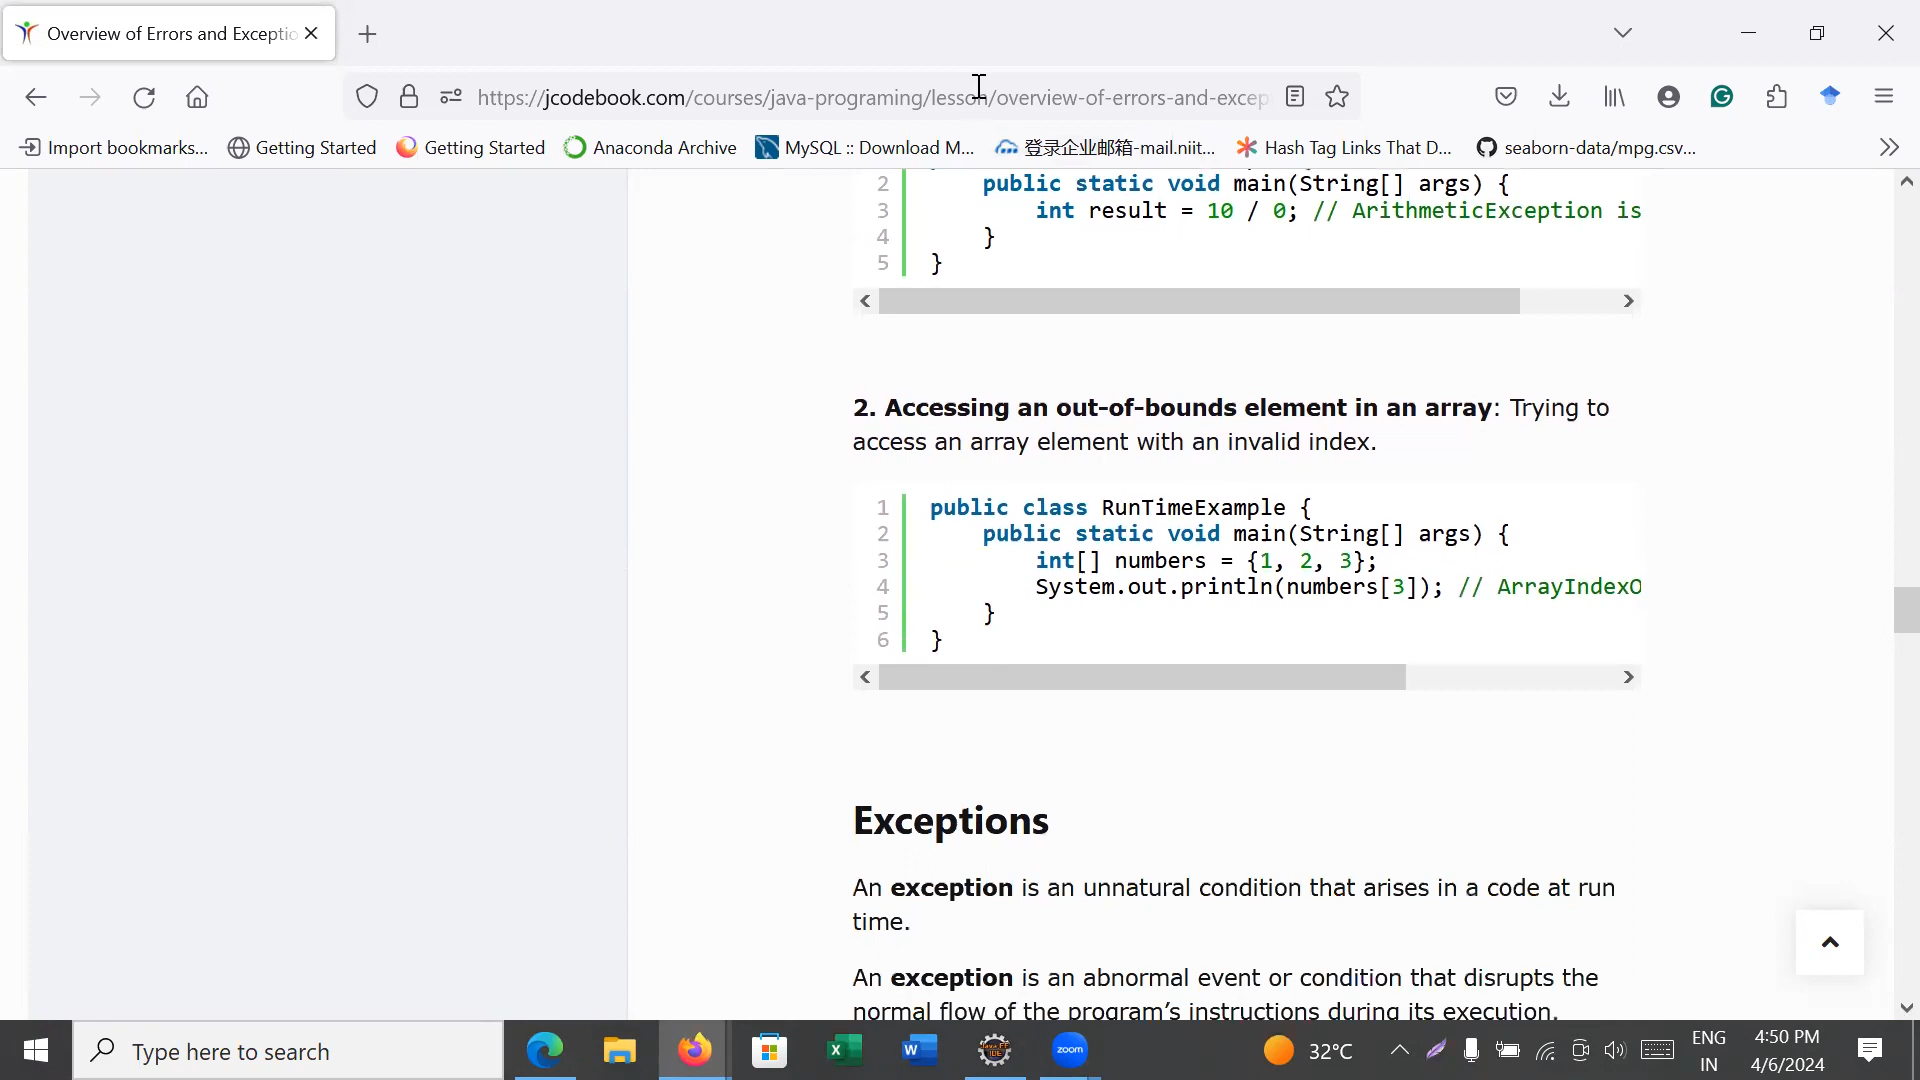 Overview of Errors and Exceptio
https://jcodebook.com/courses/java-programing/lesson/overview-of-errors-and-excep
Import bookmarks...
Getting Started
Getting Started
Anaconda Archive
MySQL :: Download M...
登录企业邮箱-mail.niit...
Hash Tag Links That D...
seaborn-data/mpg.csv...
2 public static void main(String[] args) {
3 int result = 10 / 0; // ArithmeticException is
4 }
5 }
2. Accessing an out-of-bounds element in an array: Trying to
access an array element with an invalid index.
1 public class RunTimeExample {
2 public static void main(String[] args) {
3 int[] numbers = {1, 2, 3};
4 System.out.println(numbers[3]); // ArrayIndexO
5 }
6 }
Exceptions
An exception is an unnatural condition that arises in a code at run
time.
An exception is an abnormal event or condition that disrupts the
normal flow of the program’s instructions during its execution.
Type here to search
zoom
32°C
ENG
IN
4:50 PM
4/6/2024